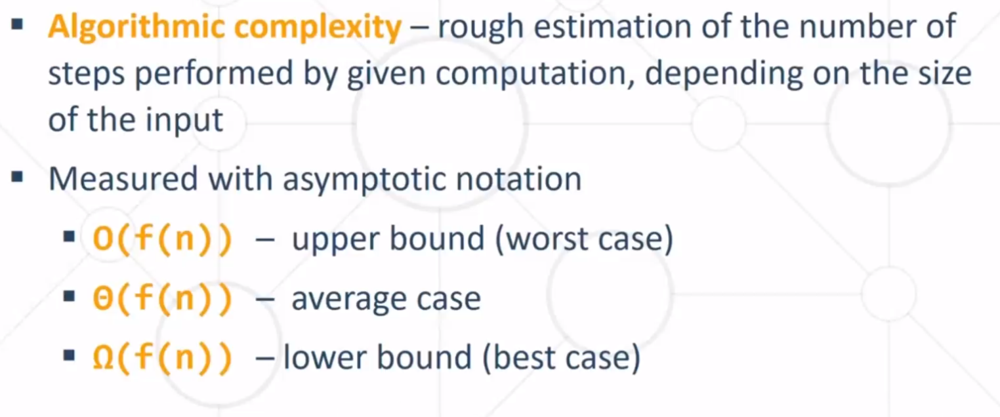 ▪ Algorithmic complexity – rough estimation of the number of
steps performed by given computation, depending on the size
of the input
▪ Measured with asymptotic notation
▪ O(f(n)) – upper bound (worst case)
▪ Θ(f(n)) – average case
▪ Ω(f(n)) – lower bound (best case)